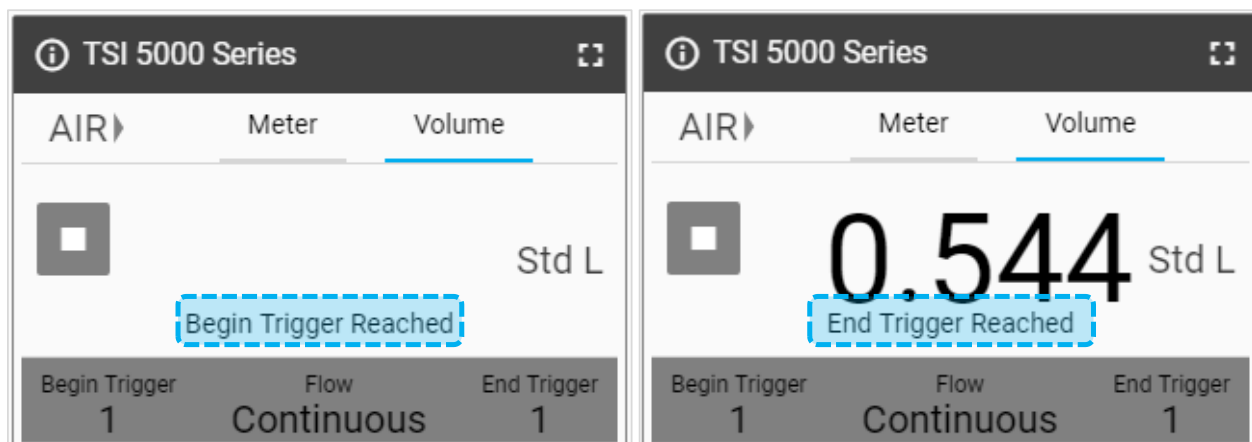 TSI 5000 Series
AIR Meter Volume
Std L
Begin Trigger Reached
Begin Trigger Flow End Trigger
1 Continuous 1
TSI 5000 Series
AIR Meter Volume
0.544 Std L
End Trigger Reached
Begin Trigger Flow End Trigger
1 Continuous 1